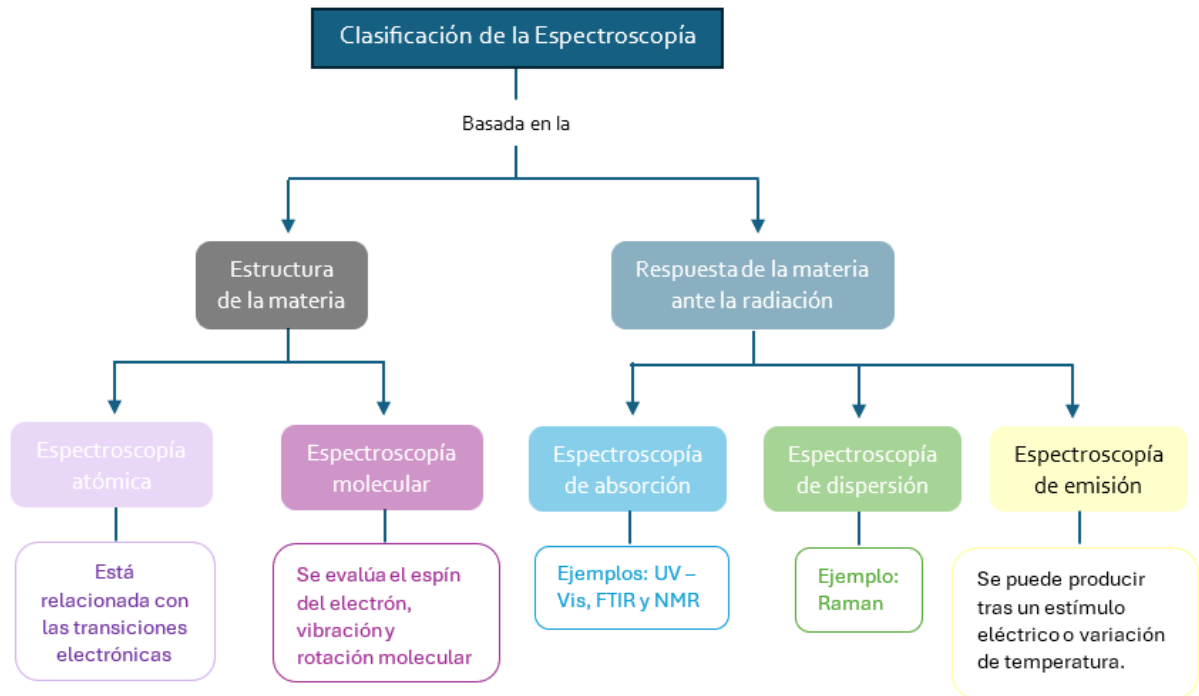 Clasificación de la Espectroscopía
Basada en la
Estructura
de la materia
Respuesta de la materia
ante la radiación
Espectroscopía
atómica
Espectroscopía
molecular
Espectroscopía
de absorción
Espectroscopía
de dispersión
Espectroscopía
de emisión
Está
relacionada con
las transiciones
electrónicas
Se evalúa el espín
del electrón,
vibración y
rotación molecular
Ejemplos: UV –
Vis, FTIR y NMR
Ejemplo:
Raman
Se puede producir
tras un estímulo
eléctrico o variación
de temperatura.